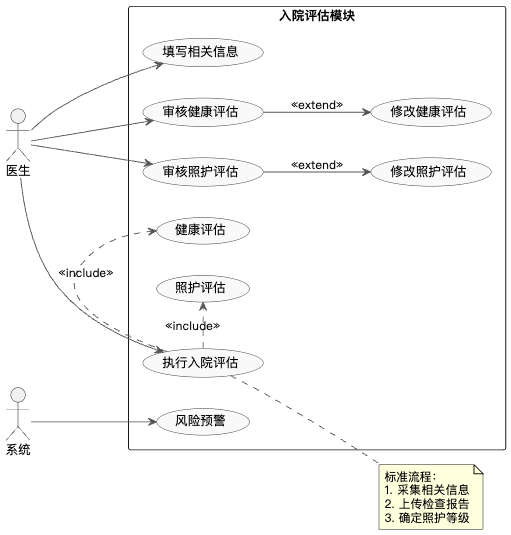 入院评估模块
填写相关信息
审核健康评估
«extend»
修改健康评估
医生
审核照护评估
«extend»
修改照护评估
健康评估
«include»
照护评估
«include»
执行入院评估
系统
风险预警
标准流程：
1. 采集相关信息
2. 上传检查报告
3. 确定照护等级